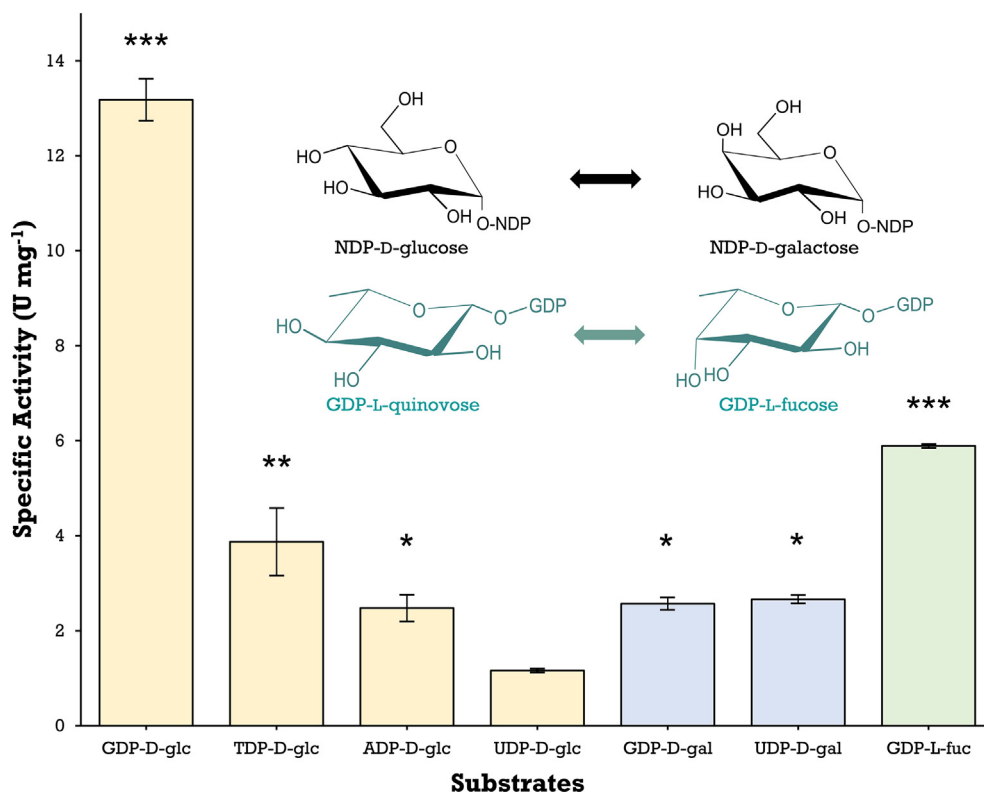 Specific Activity (U mg⁻¹)
14
12
10
8
6
4
2
0
***
**
*
*
*
***
OH
HO
O
HO
OH
O-NDP
NDP-D-glucose
OH
OH
O
HO
OH
O-NDP
NDP-D-galactose
HO
O
O
GDP
OH
HO
GDP-L-quinovose
O
O
GDP
OH
HO
HO
GDP-L-fucose
GDP-D-glc
TDP-D-glc
ADP-D-glc
UDP-D-glc
GDP-D-gal
UDP-D-gal
GDP-L-fuc
Substrates